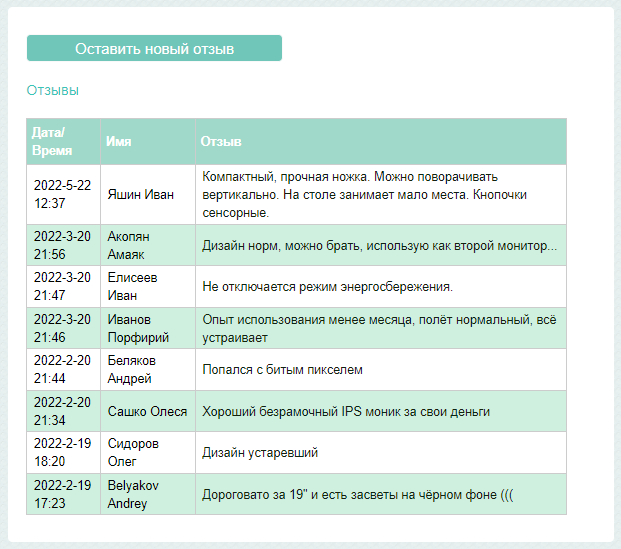 Оставить новый отзыв
Отзывы
Дата/
Время
Имя
Отзыв
2022-5-22
12:37
Яшин Иван
Компактный, прочная ножка. Можно поворачивать
вертикально. На столе занимает мало места. Кнопочки
сенсорные.
2022-3-20
21:56
Акопян
Амаяк
Дизайн норм, можно брать, использую как второй монитор...
2022-3-20
21:47
Елисеев
Иван
Не отключается режим энергосбережения.
2022-3-20
21:46
Иванов
Порфирий
Опыт использования менее месяца, полёт нормальный, всё
устраивает
2022-2-20
21:44
Беляков
Андрей
Попался с битым пикселем
2022-2-20
21:34
Сашко Олеся
Хороший безрамочный IPS моник за свои деньги
2022-2-19
18:20
Сидоров
Олег
Дизайн устаревший
2022-2-19
17:23
Belyakov
Andrey
Дороговато за 19" и есть засветы на чёрном фоне (((